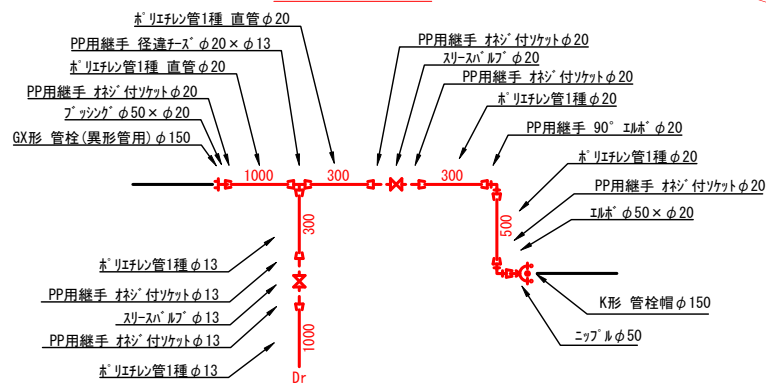 ポリエチレン管1種 直管φ20
PP用継手 径違チーズφ20×φ13
ポリエチレン管1種 直管φ20
PP用継手 オネジ付ソケットφ20
ブッシングφ50×φ20
GX形 管栓(異形管用)φ150
PP用継手 オネジ付ソケットφ20
スリースバルブφ20
PP用継手 オネジ付ソケットφ20
ポリエチレン管1種φ20
PP用継手 90° エルボφ20
ポリエチレン管1種φ20
PP用継手 オネジ付ソケットφ20
エルボφ50×φ20
1000
300
300
300
500
ポリエチレン管1種φ13
PP用継手 オネジ付ソケットφ13
スリースバルブφ13
PP用継手 オネジ付ソケットφ13
ポリエチレン管1種φ13
1000
Dr
K形 管栓帽φ150
ニップルφ50